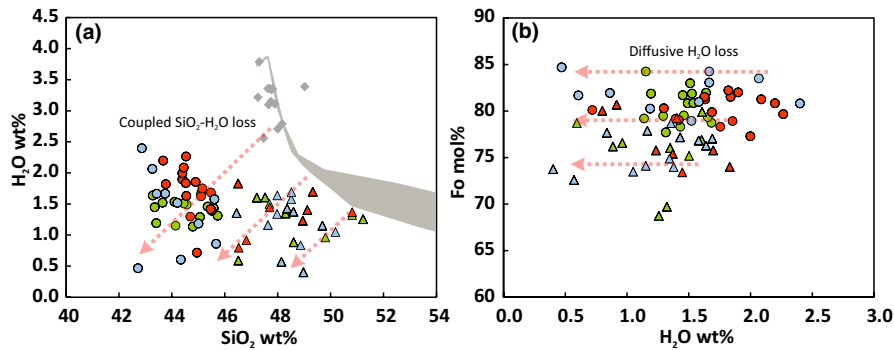 (a)
4.5
4.0
3.5
3.0
2.5
2.0
1.5
1.0
0.5
0.0
H₂O wt%
Coupled SiO₂-H₂O loss
40 42 44 46 48 50 52 54
SiO₂ wt%
(b)
90
85
80
75
70
65
60
Fo mol%
Diffusive H₂O loss
0.0 0.5 1.0 1.5 2.0 2.5 3.0
H₂O wt%